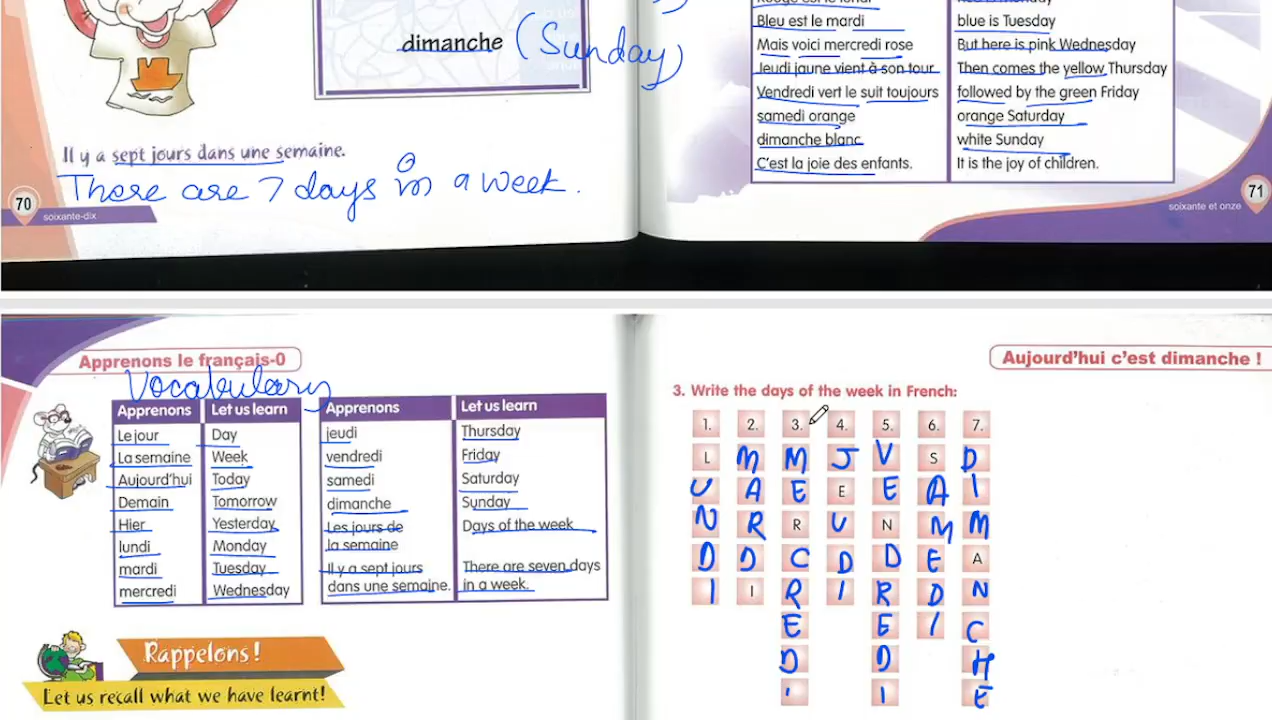 dimanche (Sunday)
Il y a sept jours dans une semaine.
There are 7 days in a week.
70
soixante-dix
Bleu est le mardi blue is Tuesday
Mais voici mercredi rose But here is pink Wednesday
Jeudi jaune vient à son tour Then comes the yellow Thursday
Vendredi vert le suit toujours followed by the green Friday
samedi orange orange Saturday
dimanche blanc white Sunday
C'est la joie des enfants. It is the joy of children.
71
soixante et onze
Apprenons le français-0
Vocabulary
Apprenons Let us learn
Le jour Day
La semaine Week
Aujourd'hui Today
Demain Tomorrow
Hier Yesterday
lundi Monday
mardi Tuesday
mercredi Wednesday
Apprenons Let us learn
jeudi Thursday
vendredi Friday
samedi Saturday
dimanche Sunday
Les jours de Days of the week
la semaine
Il y a sept jours There are seven days
dans une semaine. in a week.
Rappelons !
Let us recall what we have learnt!
Aujourd'hui c'est dimanche !
3. Write the days of the week in French:
1. 2. 3. 4. 5. 6. 7.
L M M J V S D
U A E E E A I
N R R U N M M
D D C D D E A
I I R I R D N
E E I C
D D H
I I E